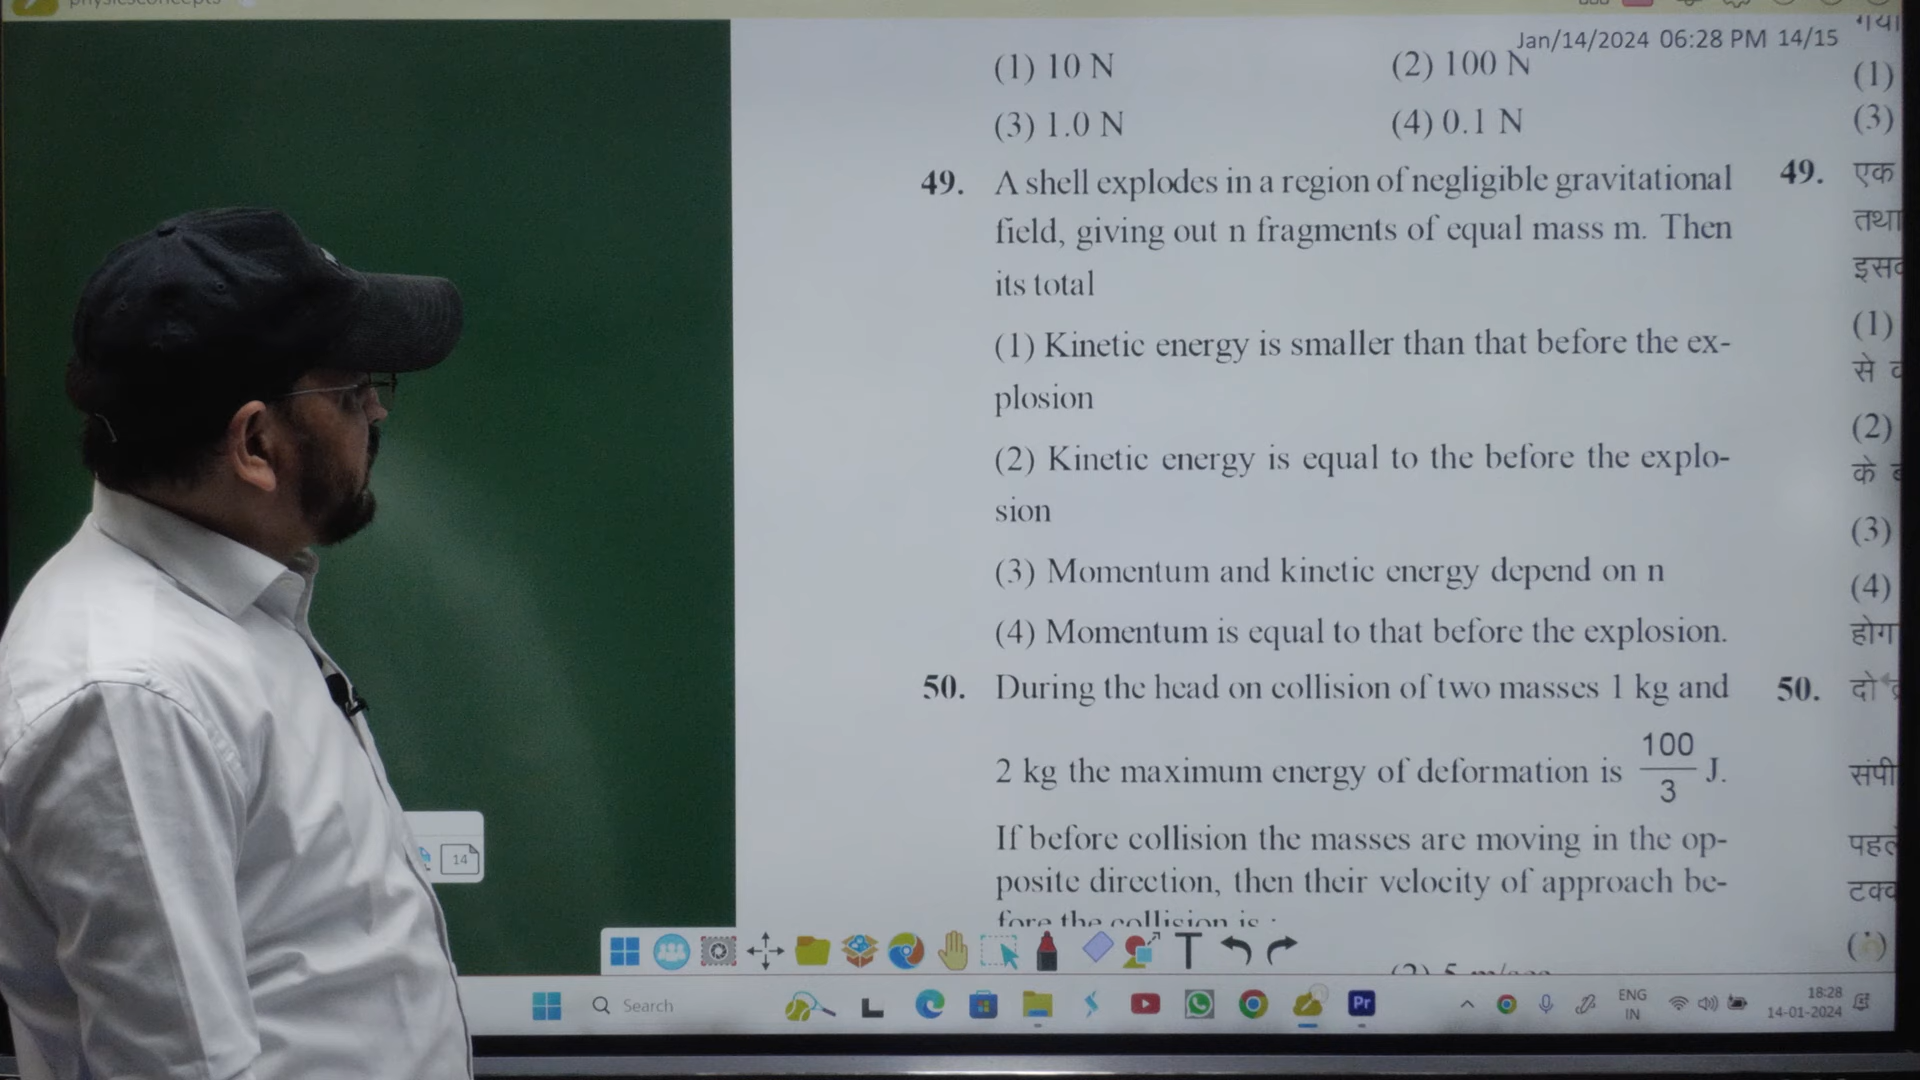 physicsconcepts
Jan/14/2024 06:28 PM 14/15
(1) 10 N (2) 100 N
(3) 1.0 N (4) 0.1 N
49. A shell explodes in a region of negligible gravitational
field, giving out n fragments of equal mass m. Then
its total
(1) Kinetic energy is smaller than that before the ex-
plosion
(2) Kinetic energy is equal to the before the explo-
sion
(3) Momentum and kinetic energy depend on n
(4) Momentum is equal to that before the explosion.
50. During the head on collision of two masses 1 kg and
2 kg the maximum energy of deformation is 100/3 J.
If before collision the masses are moving in the op-
posite direction, then their velocity of approach be-
fore the collision is :
(1)
(3)
49. एक
तथा
(1)
से
(2)
के
(3)
(4)
50. दो
14
Search
Pr
ENG
IN
18:28
14-01-2024